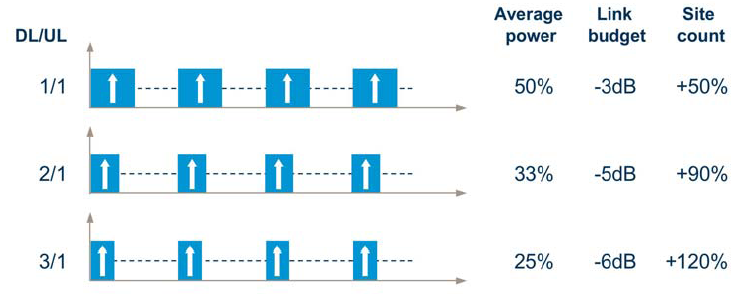 Average Link Site
DL/UL power budget count
1/1 50% -3dB +50%
2/1 33% -5dB +90%
3/1 25% -6dB +120%